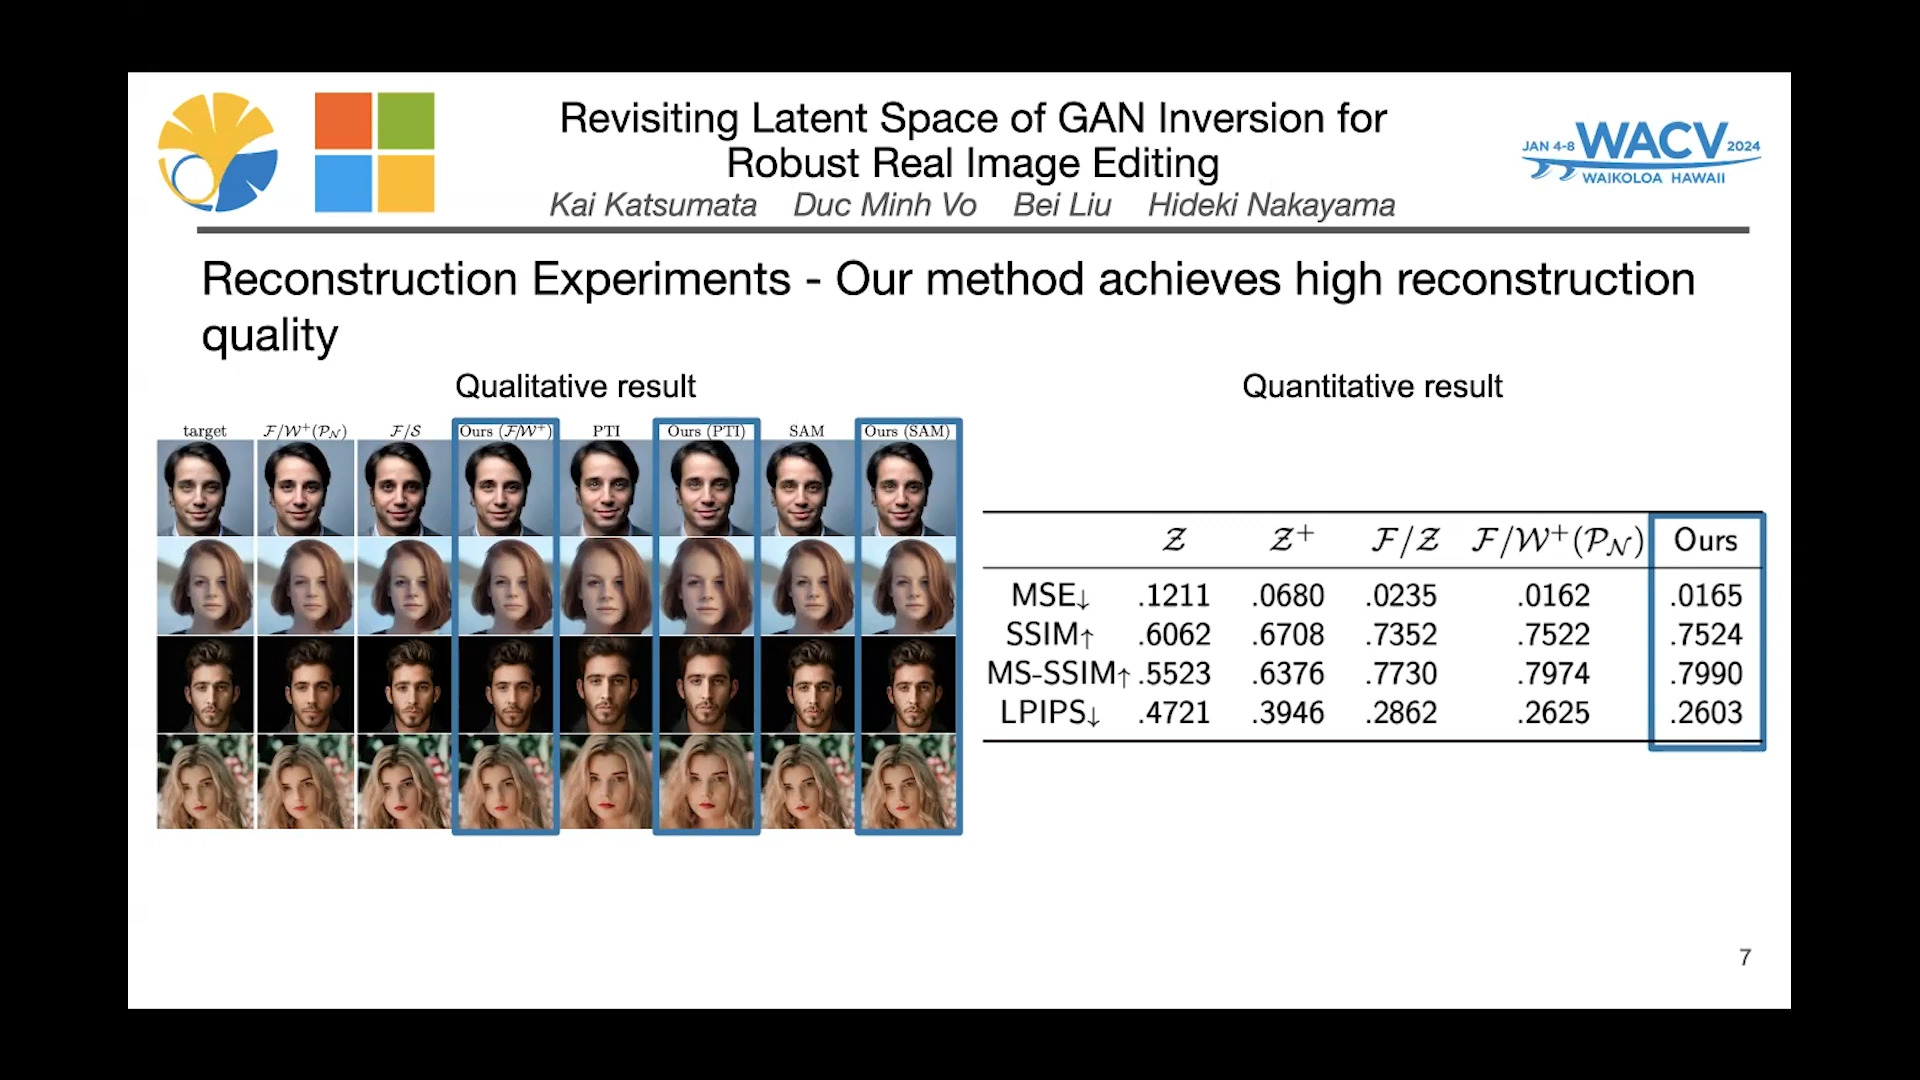 Revisiting Latent Space of GAN Inversion for
Robust Real Image Editing
Kai Katsumata Duc Minh Vo Bei Liu Hideki Nakayama
JAN 4-8 WACV 2024
WAIKOLOA HAWAII
Reconstruction Experiments - Our method achieves high reconstruction
quality
Qualitative result
target F/W⁺(P_N) F/S Ours (F/W⁺) PTI Ours (PTI) SAM Ours (SAM)
Quantitative result
Z Z⁺ F/Z F/W⁺(P_N) Ours
MSE↓ .1211 .0680 .0235 .0162 .0165
SSIM↑ .6062 .6708 .7352 .7522 .7524
MS-SSIM↑ .5523 .6376 .7730 .7974 .7990
LPIPS↓ .4721 .3946 .2862 .2625 .2603
7